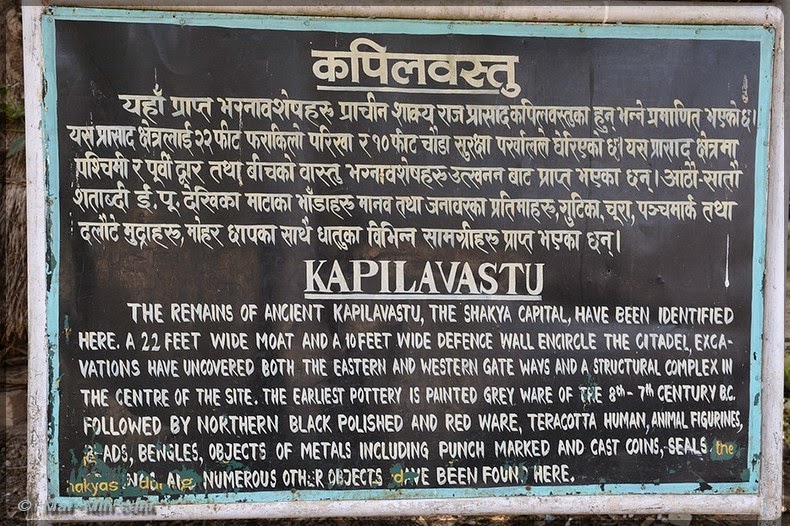 कपिलवस्तु
यहाँ प्राप्त भग्नावशेषहरू प्राचीन शाक्य राज प्रासाद कपिलवस्तुका हुन् भन्ने प्रमाणित भएको छ।
यस प्रासाद क्षेत्रलाई २२ फीट फराकिलो परिखा र १० फीट चौडा सुरक्षा पर्खालले घेरिएको छ। यस प्रासाद क्षेत्रमा
पश्चिमी र पूर्वी द्वार तथा बीचको वास्तु भग्नावशेषहरू उत्खनन बाट प्राप्त भएका छन्। आठौं-सातौं
शताब्दी ई. पू. देखिका माटाका भाँडाहरू मानव तथा जनावरका प्रतिमाहरू, गुटिका, चूरा, पञ्चमार्क तथा
ढलौटे मुद्राहरू, मोहर छापका साथै धातुका विभिन्न सामग्रीहरू प्राप्त भएका छन्।
KAPILAVASTU
THE REMAINS OF ANCIENT KAPILAVASTU, THE SHAKYA CAPITAL, HAVE BEEN IDENTIFIED
HERE. A 22 FEET WIDE MOAT AND A 10 FEET WIDE DEFENCE WALL ENCIRCLE THE CITADEL, EXCA-
VATIONS HAVE UNCOVERED BOTH THE EASTERN AND WESTERN GATE WAYS AND A STRUCTURAL COMPLEX IN
THE CENTRE OF THE SITE. THE EARLIEST POTTERY IS PAINTED GREY WARE OF THE 8th - 7th CENTURY B.C.
FOLLOWED BY NORTHERN BLACK POLISHED AND RED WARE, TERACOTTA HUMAN, ANIMAL FIGURINES,
BENGLES, OBJECTS OF METALS INCLUDING PUNCH MARKED AND CAST COINS, SEALS the
NUMEROUS OTHER OBJECTS HAVE BEEN FOUND HERE.